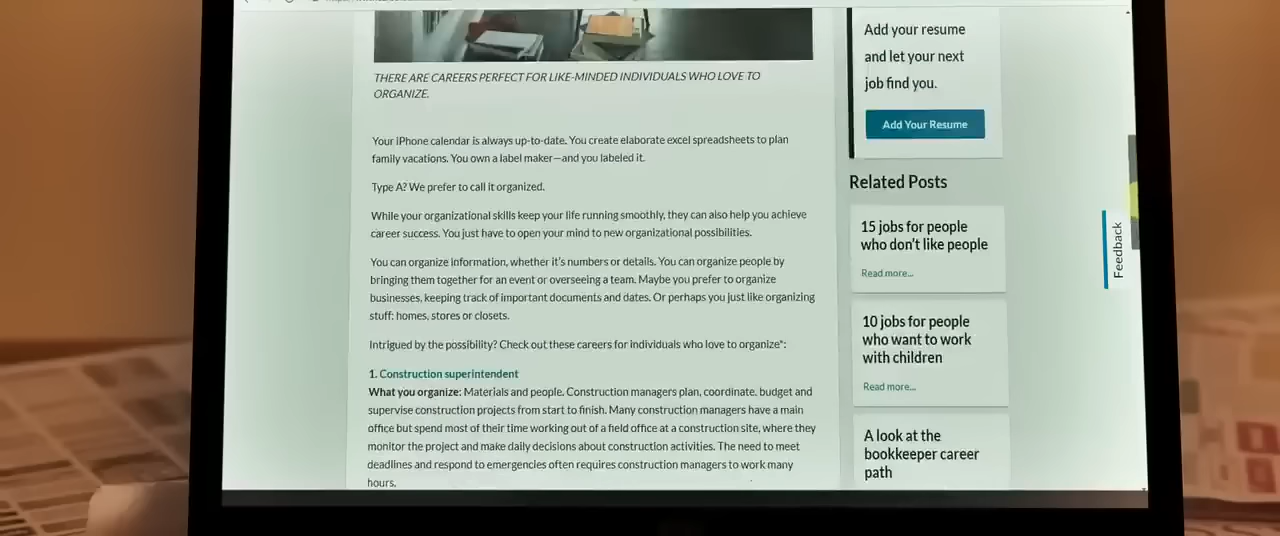 THERE ARE CAREERS PERFECT FOR LIKE-MINDED INDIVIDUALS WHO LOVE TO
ORGANIZE.
Your iPhone calendar is always up-to-date. You create elaborate excel spreadsheets to plan
family vacations. You own a label maker—and you labeled it.
Type A? We prefer to call it organized.
While your organizational skills keep your life running smoothly, they can also help you achieve
career success. You just have to open your mind to new organizational possibilities.
You can organize information, whether it's numbers or details. You can organize people by
bringing them together for an event or overseeing a team. Maybe you prefer to organize
businesses, keeping track of important documents and dates. Or perhaps you just like organizing
stuff: homes, stores or closets.
Intrigued by the possibility? Check out these careers for individuals who love to organize*:
1. Construction superintendent
What you organize: Materials and people. Construction managers plan, coordinate, budget and
supervise construction projects from start to finish. Many construction managers have a main
office but spend most of their time working out of a field office at a construction site, where they
monitor the project and make daily decisions about construction activities. The need to meet
deadlines and respond to emergencies often requires construction managers to work many
hours.
Add your resume
and let your next
job find you.
Add Your Resume
Related Posts
15 jobs for people
who don't like people
Read more...
10 jobs for people
who want to work
with children
Read more...
A look at the
bookkeeper career
path
Feedback